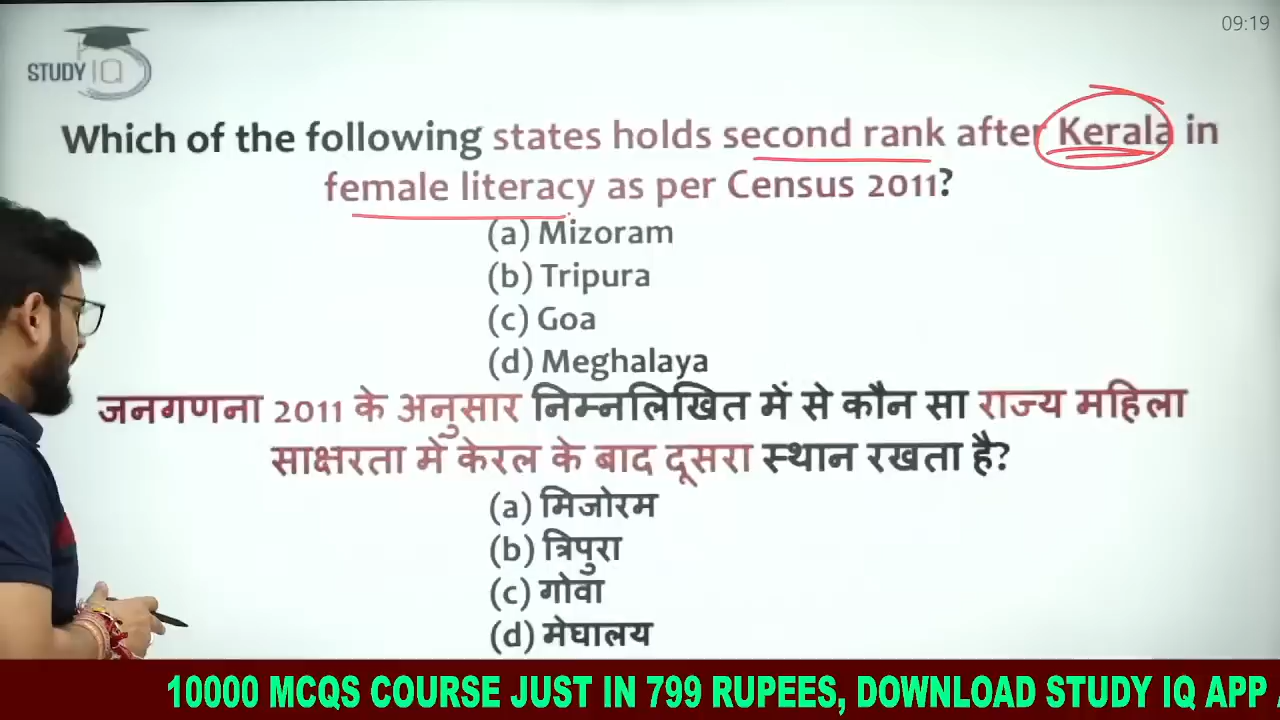 09:19
STUDY IQ
Which of the following states holds second rank after Kerala in
female literacy as per Census 2011?
(a) Mizoram
(b) Tripura
(c) Goa
(d) Meghalaya
जनगणना 2011 के अनुसार निम्नलिखित में से कौन सा राज्य महिला
साक्षरता में केरल के बाद दूसरा स्थान रखता है?
(a) मिजोरम
(b) त्रिपुरा
(c) गोवा
(d) मेघालय
10000 MCQS COURSE JUST IN 799 RUPEES, DOWNLOAD STUDY IQ APP